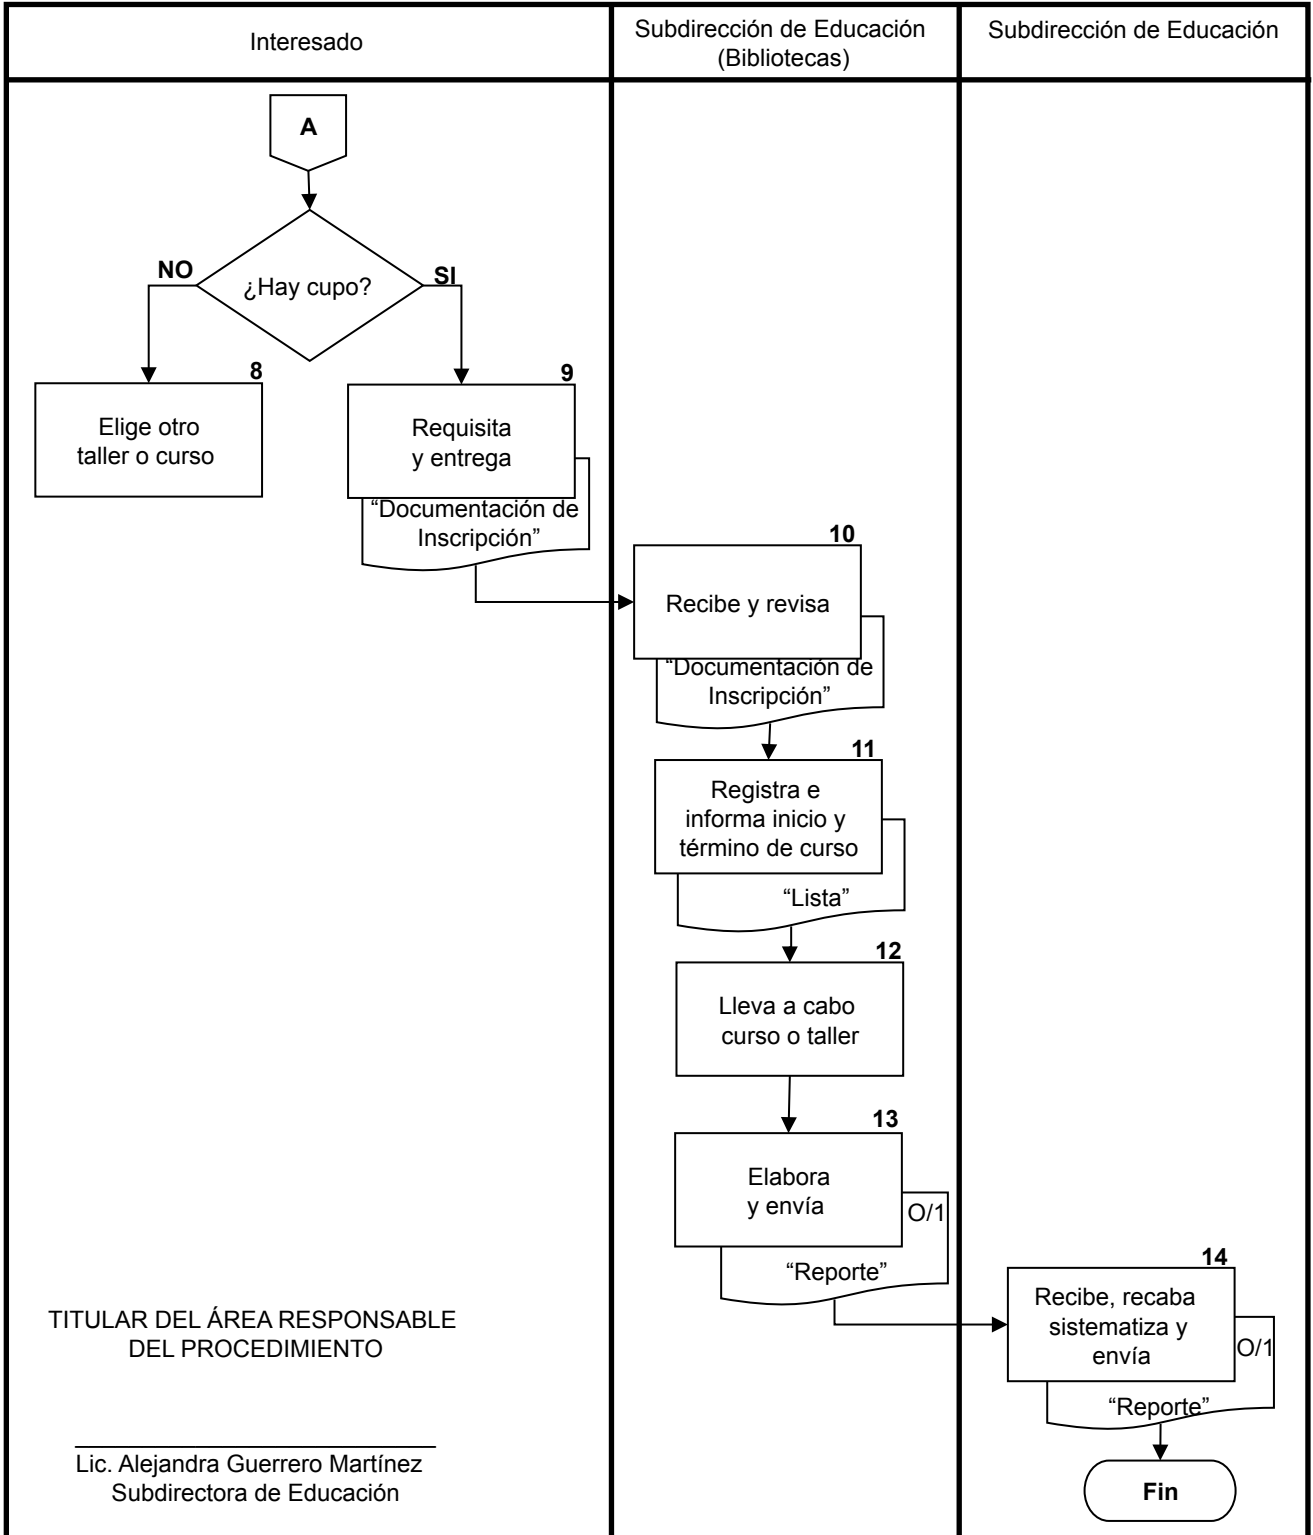 Interesado
Subdirección de Educación
(Bibliotecas)
Subdirección de Educación
A
¿Hay cupo?
NO
SI
8
Elige otro
taller o curso
9
Requisita
y entrega
“Documentación de
Inscripción”
10
Recibe y revisa
“Documentación de
Inscripción”
11
Registra e
informa inicio y
término de curso
“Lista”
12
Lleva a cabo
curso o taller
13
Elabora
y envía
O/1
“Reporte”
14
Recibe, recaba
sistematiza y
envía
O/1
“Reporte”
Fin
TITULAR DEL ÁREA RESPONSABLE
DEL PROCEDIMIENTO
Lic. Alejandra Guerrero Martínez
Subdirectora de Educación